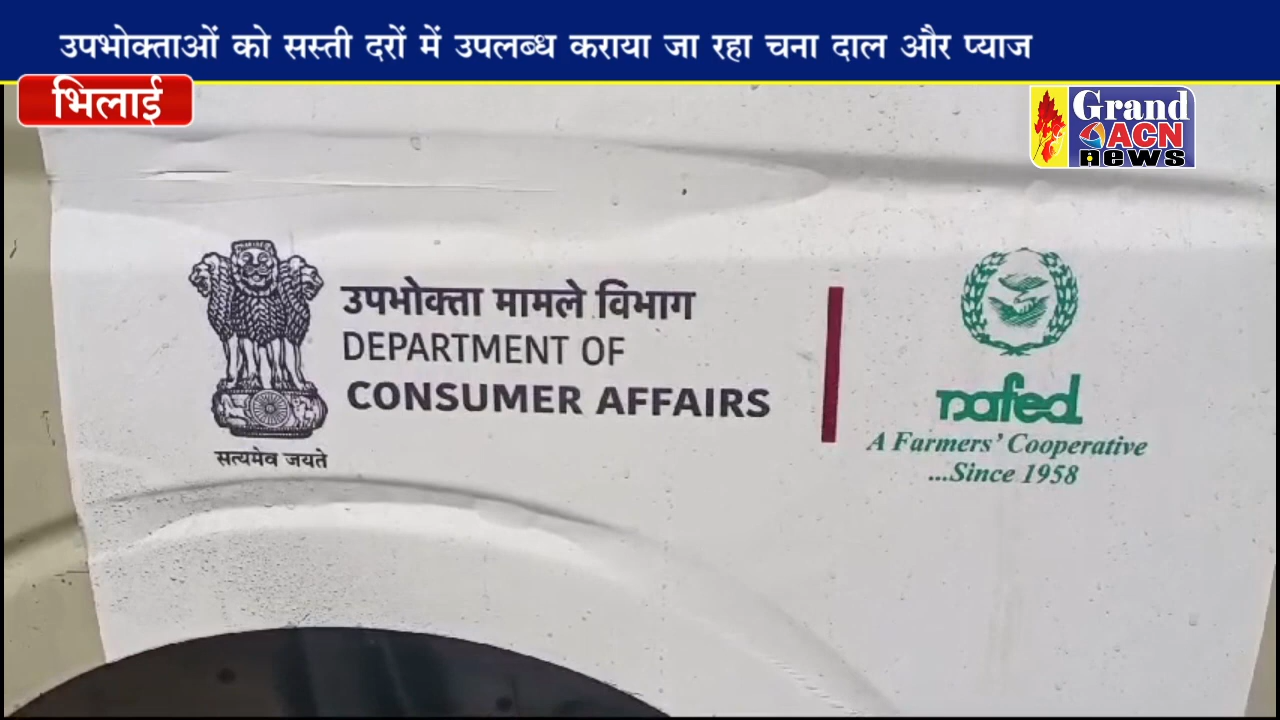 उपभोक्ताओं को सस्ती दरों में उपलब्ध कराया जा रहा चना दाल और प्याज
भिलाई
Grand
ACN
news
उपभोक्ता मामले विभाग
DEPARTMENT OF
CONSUMER AFFAIRS
सत्यमेव जयते
nafed
A Farmers' Cooperative
...Since 1958